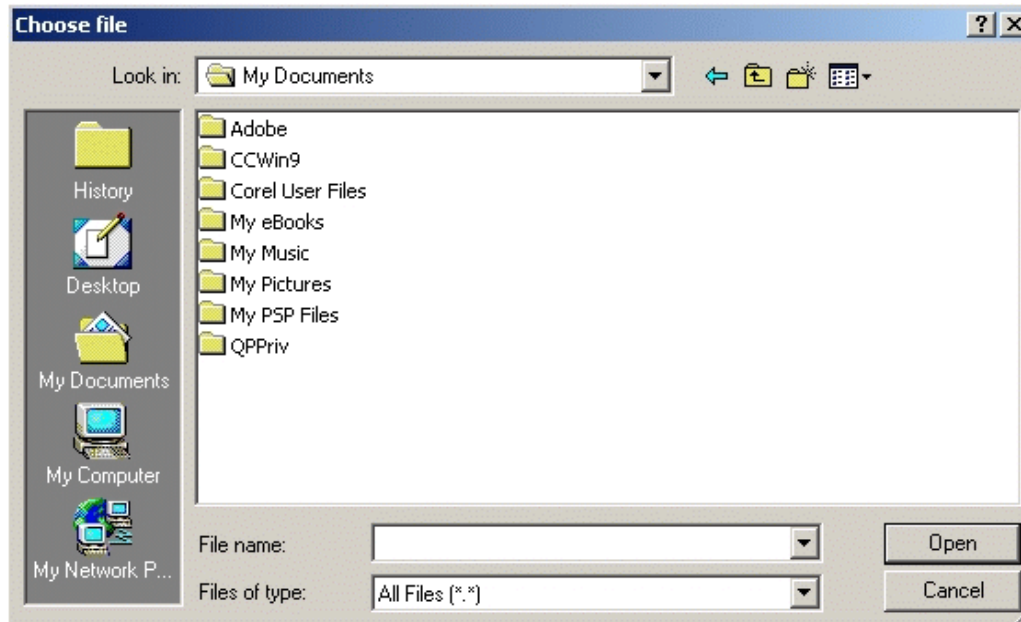 Choose file
Look in: My Documents
History
Desktop
My Documents
My Computer
My Network P...
Adobe
CCWin9
Corel User Files
My eBooks
My Music
My Pictures
My PSP Files
QPPriv
File name:
Open
Files of type: All Files (*.*)
Cancel